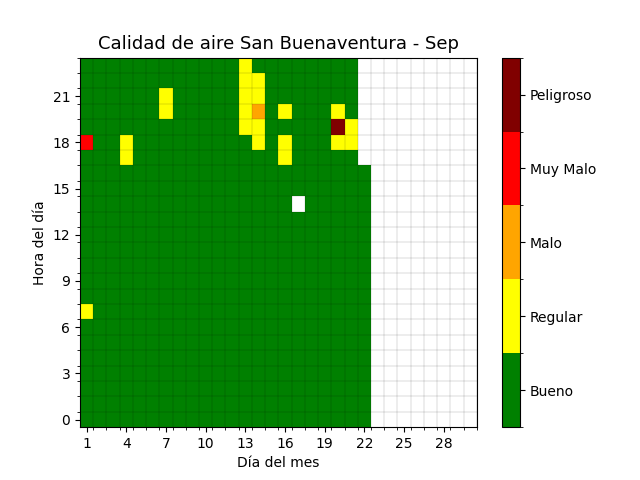 Calidad de aire San Buenaventura - Sep
Hora del día
21
18
15
12
9
6
3
0
1 4 7 10 13 16 19 22 25 28
Día del mes
Peligroso
Muy Malo
Malo
Regular
Bueno